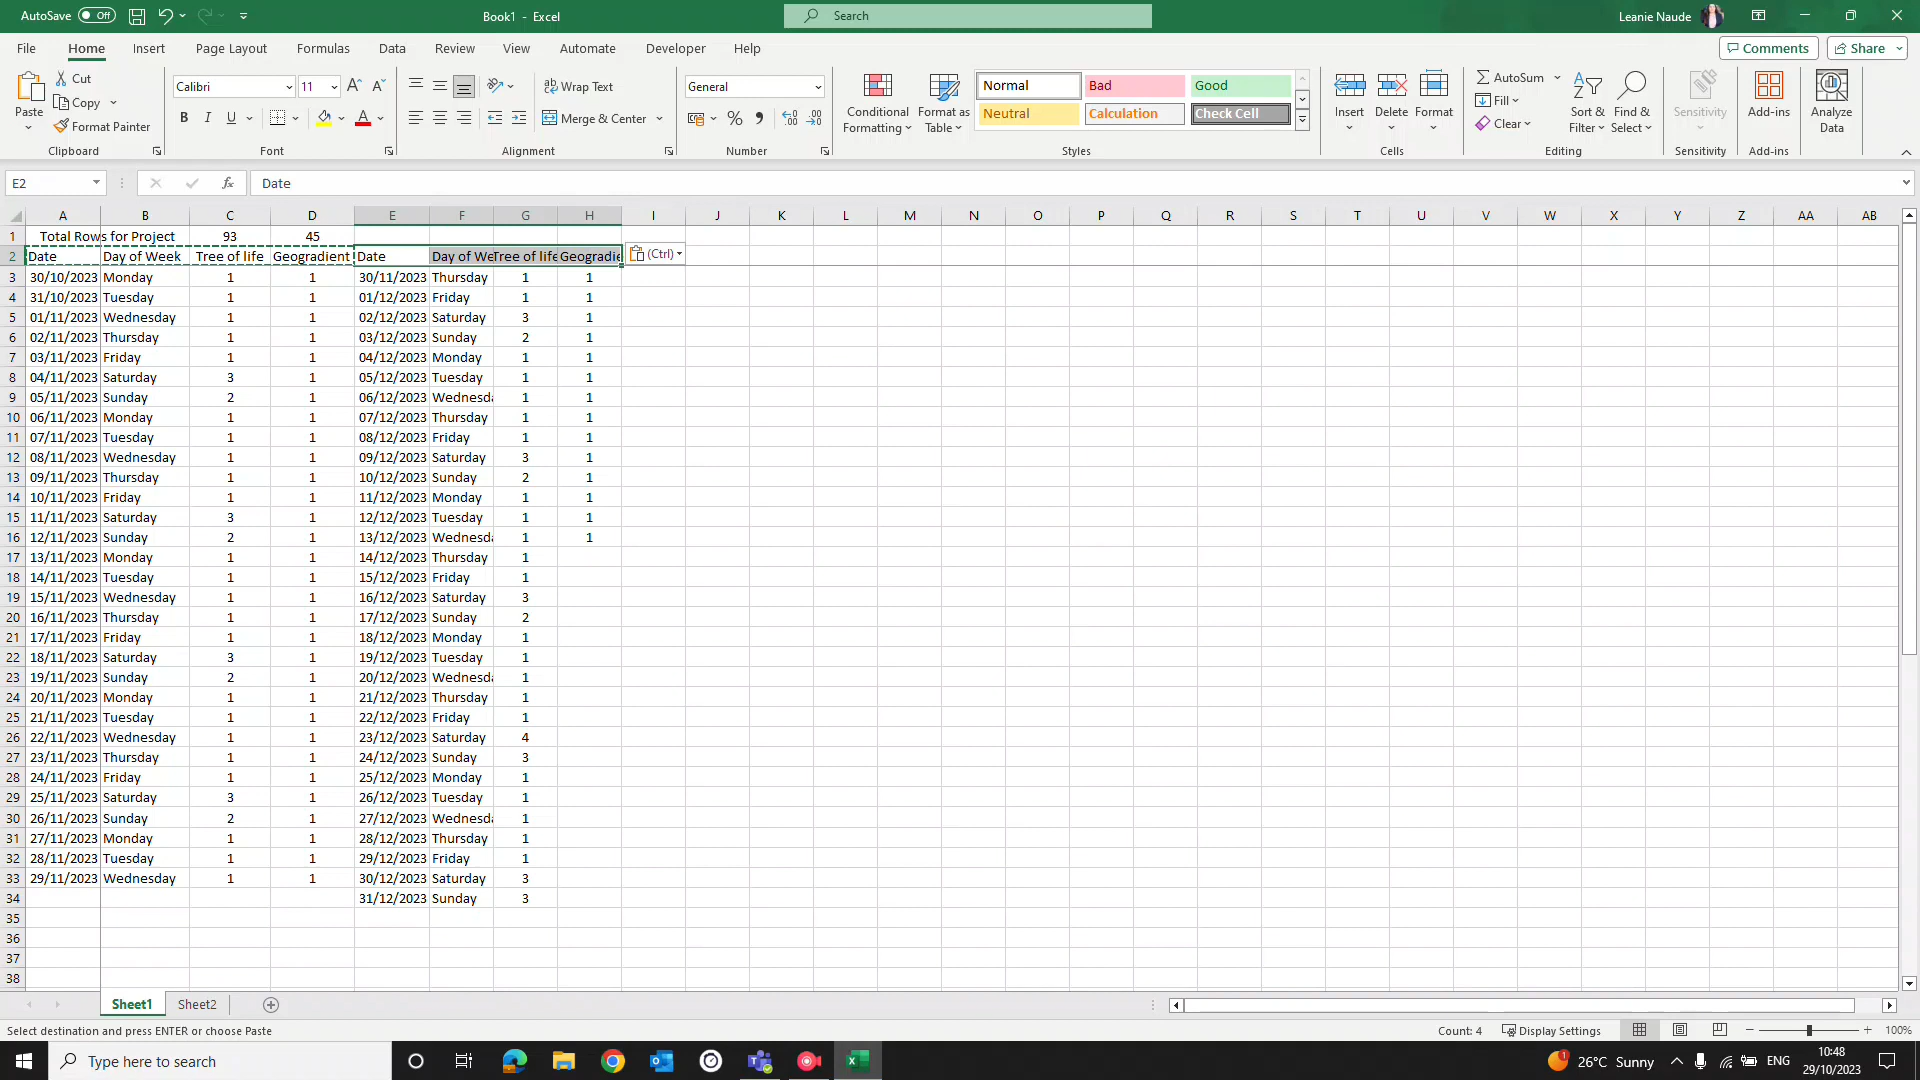 AutoSave Off Book1 - Excel Search Leanie Naude
File Home Insert Page Layout Formulas Data Review View Automate Developer Help Comments Share
Paste Cut Copy Format Painter
Calibri 11 A A B I U A
ab Wrap Text Merge & Center
General % 9
Conditional Formatting Format as Table
Normal Bad Good
Neutral Calculation Check Cell
Insert Delete Format
AutoSum Fill Clear Sort & Filter Find & Select
Sensitivity Add-ins Analyze Data
Clipboard Font Alignment Number Styles Cells Editing Sensitivity Add-ins
E2 fx Date
A B C D E F G H I J K L M N O P Q R S T U V W X Y Z AA AB
1 Total Rows for Project 93 45
2 Date Day of Week Tree of life Geogradient Date Day of We Tree of life Geogradie (Ctrl)
3 30/10/2023 Monday 1 1 30/11/2023 Thursday 1 1
4 31/10/2023 Tuesday 1 1 01/12/2023 Friday 1 1
5 01/11/2023 Wednesday 1 1 02/12/2023 Saturday 3 1
6 02/11/2023 Thursday 1 1 03/12/2023 Sunday 2 1
7 03/11/2023 Friday 1 1 04/12/2023 Monday 1 1
8 04/11/2023 Saturday 3 1 05/12/2023 Tuesday 1 1
9 05/11/2023 Sunday 2 1 06/12/2023 Wednesda 1 1
10 06/11/2023 Monday 1 1 07/12/2023 Thursday 1 1
11 07/11/2023 Tuesday 1 1 08/12/2023 Friday 1 1
12 08/11/2023 Wednesday 1 1 09/12/2023 Saturday 3 1
13 09/11/2023 Thursday 1 1 10/12/2023 Sunday 2 1
14 10/11/2023 Friday 1 1 11/12/2023 Monday 1 1
15 11/11/2023 Saturday 3 1 12/12/2023 Tuesday 1 1
16 12/11/2023 Sunday 2 1 13/12/2023 Wednesda 1 1
17 13/11/2023 Monday 1 1 14/12/2023 Thursday 1
18 14/11/2023 Tuesday 1 1 15/12/2023 Friday 1
19 15/11/2023 Wednesday 1 1 16/12/2023 Saturday 3
20 16/11/2023 Thursday 1 1 17/12/2023 Sunday 2
21 17/11/2023 Friday 1 1 18/12/2023 Monday 1
22 18/11/2023 Saturday 3 1 19/12/2023 Tuesday 1
23 19/11/2023 Sunday 2 1 20/12/2023 Wednesda 1
24 20/11/2023 Monday 1 1 21/12/2023 Thursday 1
25 21/11/2023 Tuesday 1 1 22/12/2023 Friday 1
26 22/11/2023 Wednesday 1 1 23/12/2023 Saturday 4
27 23/11/2023 Thursday 1 1 24/12/2023 Sunday 3
28 24/11/2023 Friday 1 1 25/12/2023 Monday 1
29 25/11/2023 Saturday 3 1 26/12/2023 Tuesday 1
30 26/11/2023 Sunday 2 1 27/12/2023 Wednesda 1
31 27/11/2023 Monday 1 1 28/12/2023 Thursday 1
32 28/11/2023 Tuesday 1 1 29/12/2023 Friday 1
33 29/11/2023 Wednesday 1 1 30/12/2023 Saturday 3
34 31/12/2023 Sunday 3
35
36
37
38
Sheet1 Sheet2
Select destination and press ENTER or choose Paste Count: 4 Display Settings 100%
Type here to search 1 26°C Sunny ENG 10:48
29/10/2023